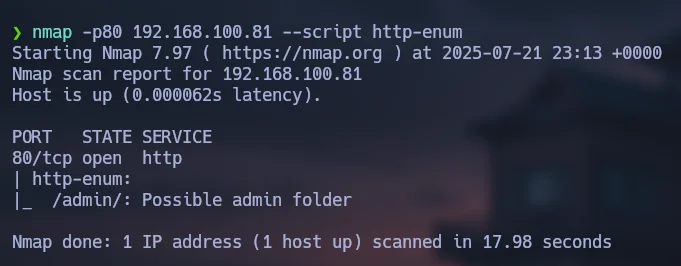 ❯ nmap -p80 192.168.100.81 --script http-enum
Starting Nmap 7.97 ( https://nmap.org ) at 2025-07-21 23:13 +0000
Nmap scan report for 192.168.100.81
Host is up (0.000062s latency).

PORT   STATE SERVICE
80/tcp open  http
| http-enum:
|_  /admin/: Possible admin folder

Nmap done: 1 IP address (1 host up) scanned in 17.98 seconds